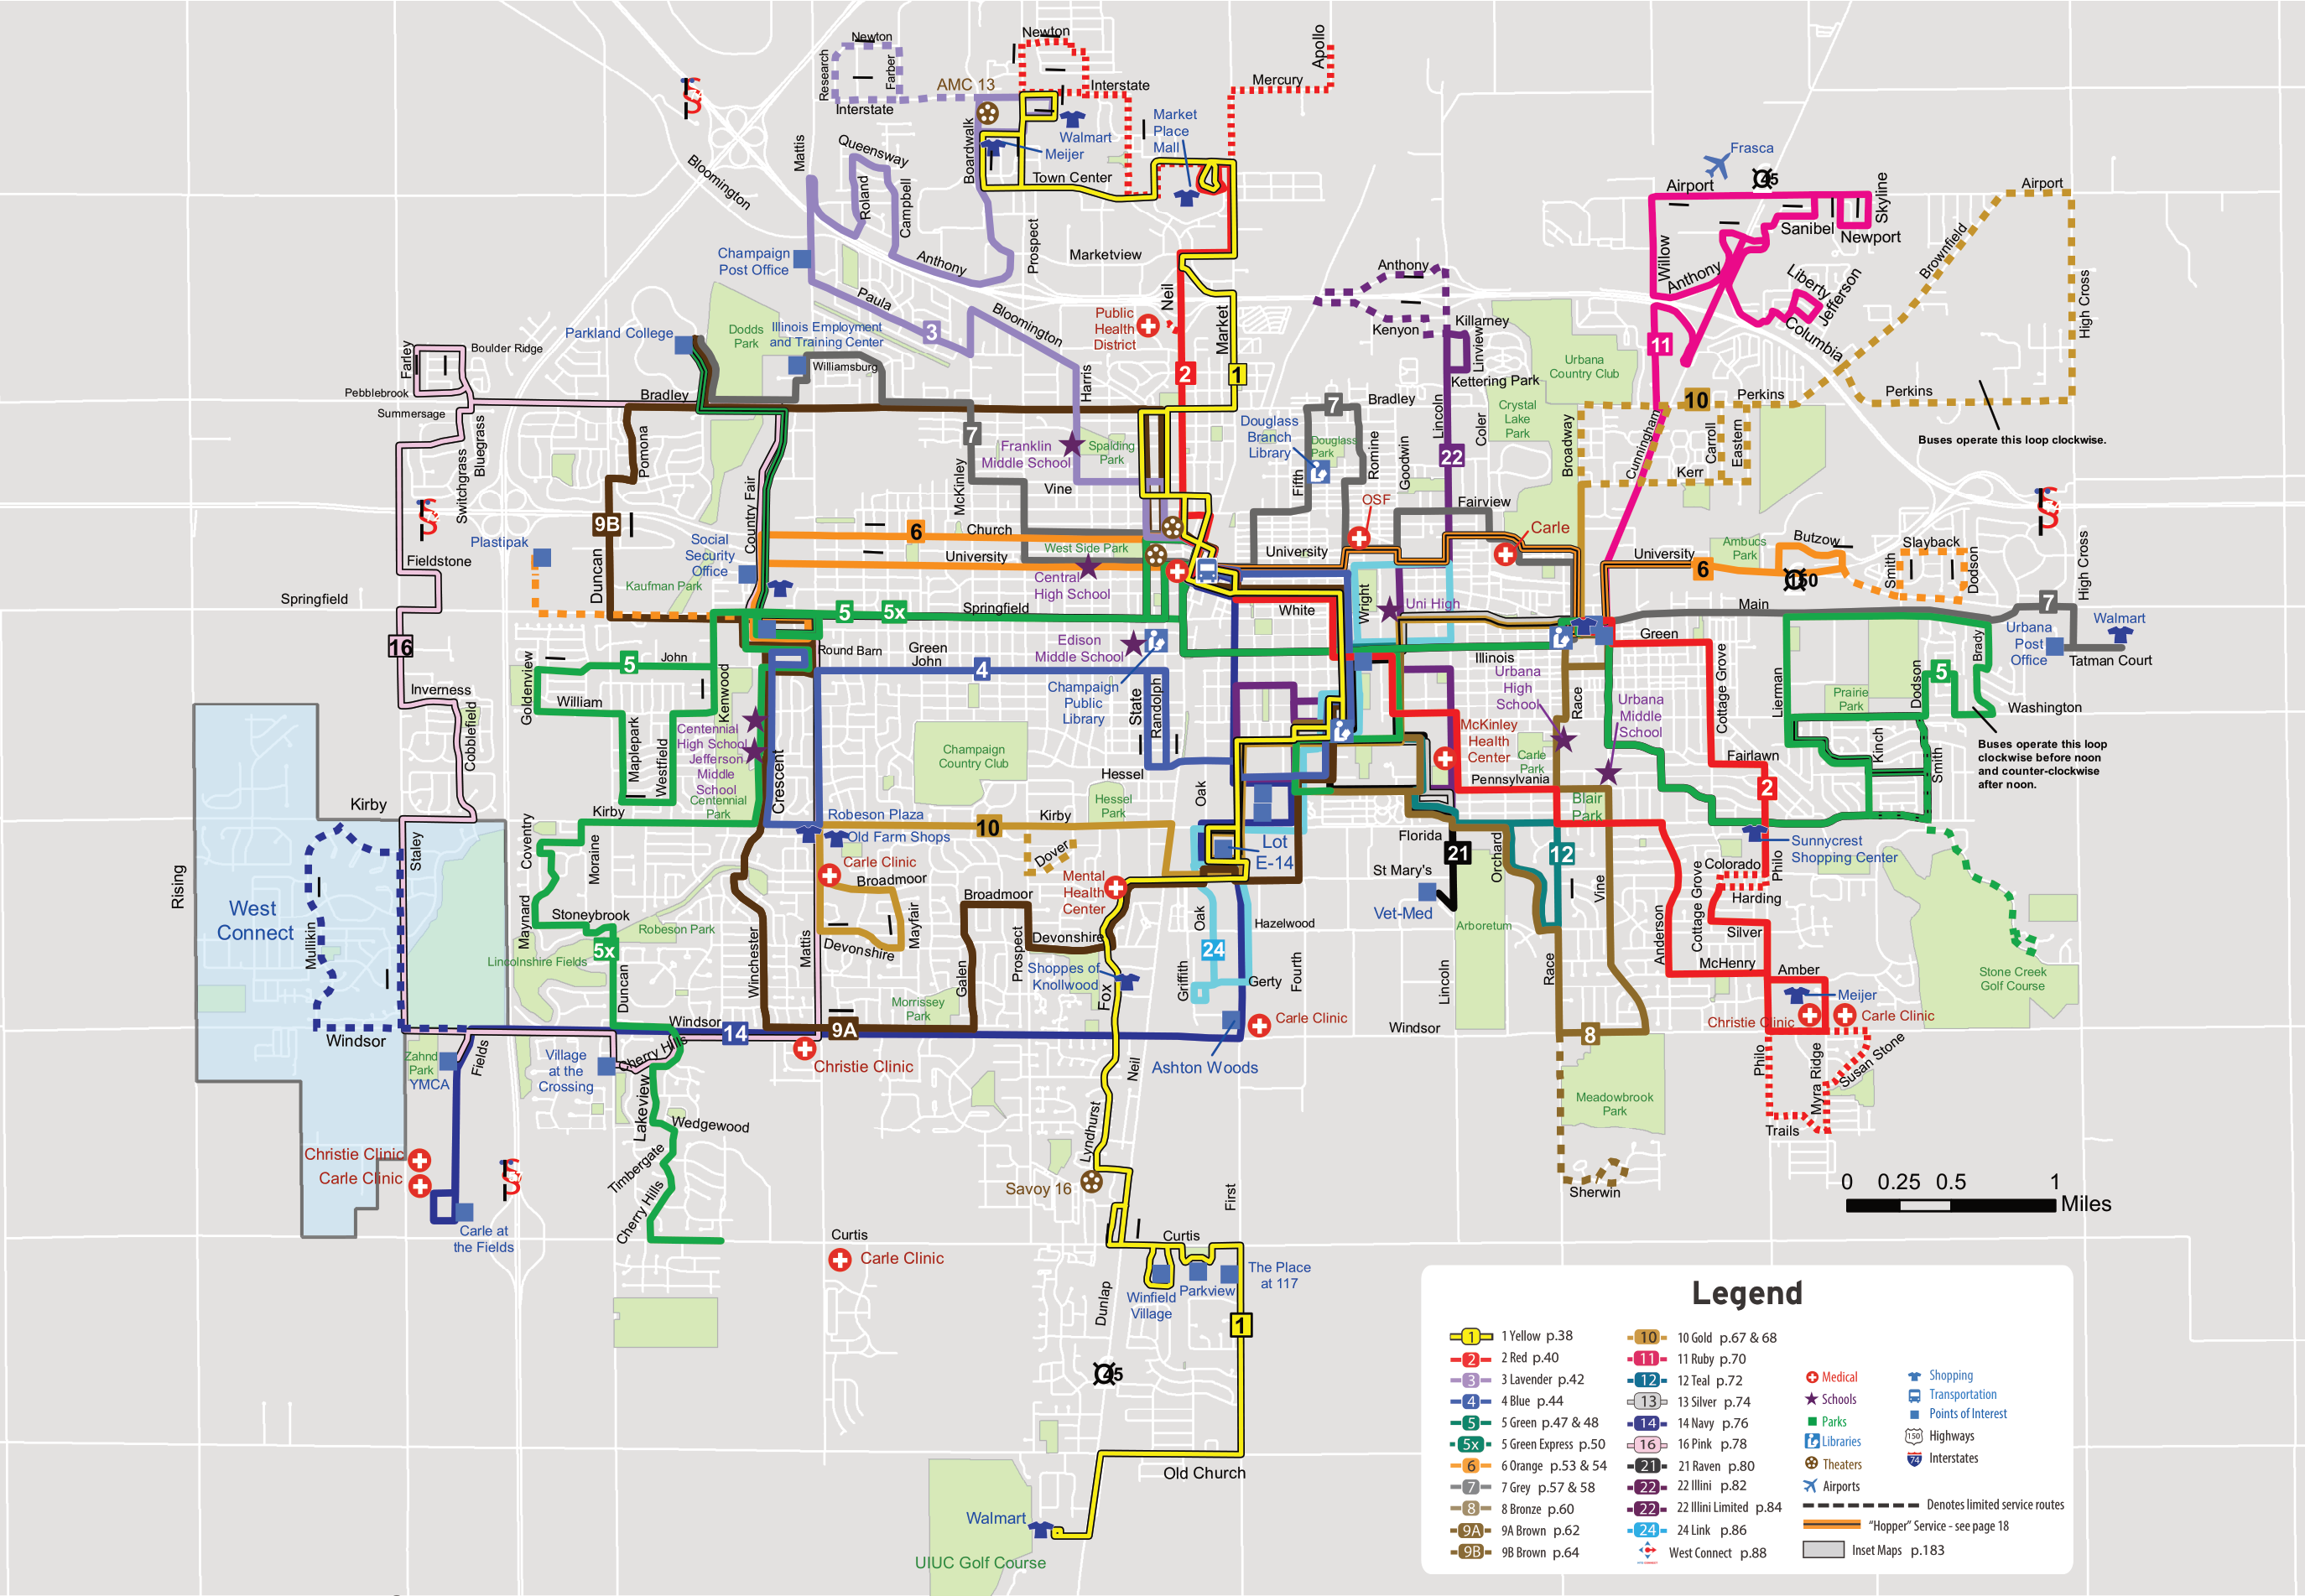 Newton
Newton
Apollo
Research
Farber
AMC 13
Interstate
Mercury
Interstate
Walmart
Meijer
Market
Place
Mall
Mattis
Queensway
Boardwalk
Town Center
Roland
Campbell
Bloomington
Frasca
Airport
45
Skyline
Airport
Sanibel
Newport
Willow
Anthony
Liberty
Jefferson
Columbia
Brownfield
High Cross
Champaign
Post Office
Anthony
Prospect
Marketview
Paula
3
Bloomington
Neil
Market
Public
Health
District
Anthony
Kenyon
Killarney
Linview
Kettering Park
Urbana
Country Club
11
Parkland College
Dodds
Park
Illinois Employment
and Training Center
Williamsburg
Farley
Boulder Ridge
Pebblebrook
Summersage
Bluegrass
Switchgrass
Bradley
Harris
2
1
7
Bradley
Lincoln
Coler
Crystal
Lake
Park
Perkins
10
Perkins
Buses operate this loop clockwise.
Pomona
7
McKinley
Franklin
Middle School
Spalding
Park
Vine
Douglass
Branch
Library
Douglass
Park
Fifth
Romine
Goodwin
22
Broadway
Cunningham
Carroll
Eastern
Kerr
Country Fair
9B
Duncan
Plastipak
Fieldstone
Springfield
Social
Security
Office
Kaufman Park
6
Church
University
West Side Park
Central
High School
OSF
Fairview
Carle
University
University
6
Ambucs
Park
Butzow
150
Smith
Slayback
Dodson
High Cross
5
5x
Springfield
White
Wright
Uni High
Main
7
Walmart
Urbana
Post
Office
Tatman Court
16
Round Barn
Green
John
4
Edison
Middle School
Champaign
Public
Library
State
Randolph
Illinois
Green
Urbana
High
School
Urbana
Middle
School
Race
Cottage Grove
Lierman
Prairie
Park
Dodson
5
Brady
Washington
Buses operate this loop
clockwise before noon
and counter-clockwise
after noon.
5
John
Goldenview
William
Kenwood
Inverness
Cobblefield
Maplepark
Westfield
Centennial
High School
Jefferson
Middle
School
Centennial
Park
Crescent
Champaign
Country Club
Hessel
Hessel
Park
Oak
McKinley
Health
Center
Carle
Park
Pennsylvania
Blair
Park
Fairlawn
2
Kinch
Smith
Kirby
Kirby
Robeson Plaza
Old Farm Shops
10
Kirby
Dover
Lot
E-14
Florida
21
Orchard
12
Sunnycrest
Shopping Center
Rising
West
Connect
Mullikin
Staley
Coventry
Moraine
Maynard
Stoneybrook
5x
Robeson Park
Lincolnshire Fields
Carle Clinic
Broadmoor
Mayfair
Devonshire
Broadmoor
Mental
Health
Center
St Mary's
Vet-Med
Arboretum
Vine
Colorado
Philo
Harding
Cottage Grove
Silver
Anderson
McHenry
Amber
Meijer
Christie Clinic
Carle Clinic
Stone Creek
Golf Course
Winchester
Mattis
Galen
Prospect
Devonshire
Shoppes of
Knollwood
Fox
Oak
24
Griffith
Hazelwood
Gerty
Fourth
Lincoln
Race
Morrissey
Park
Duncan
Windsor
Windsor
14
9A
Carle Clinic
Windsor
8
Ashton Woods
Christie Clinic
Zahnd
Park
YMCA
Fields
Village
at the
Crossing
Cherry Hills
Lakeview
Wedgewood
Timbergate
Cherry Hills
Neil
Lyndhurst
Savoy 16
First
Meadowbrook
Park
Sherwin
Philo
Myra Ridge
Susan Stone
Trails
Christie Clinic
Carle Clinic
Carle at
the Fields
Curtis
Carle Clinic
Curtis
Winfield
Village
Parkview
The Place
at 117
Dunlap
1
45
Old Church
Walmart
UIUC Golf Course
0 0.25 0.5 1
Miles
Legend
1 1 Yellow p.38
2 2 Red p.40
3 3 Lavender p.42
4 4 Blue p.44
5 5 Green p.47 & 48
5x 5 Green Express p.50
6 6 Orange p.53 & 54
7 7 Grey p.57 & 58
8 8 Bronze p.60
9A 9A Brown p.62
9B 9B Brown p.64
10 10 Gold p.67 & 68
11 11 Ruby p.70
12 12 Teal p.72
13 13 Silver p.74
14 14 Navy p.76
16 16 Pink p.78
21 21 Raven p.80
22 22 Illini p.82
22 22 Illini Limited p.84
24 24 Link p.86
West Connect p.88
Medical
Schools
Parks
Libraries
Theaters
Airports
Shopping
Transportation
Points of Interest
150 Highways
74 Interstates
Denotes limited service routes
"Hopper" Service - see page 18
Inset Maps p.183